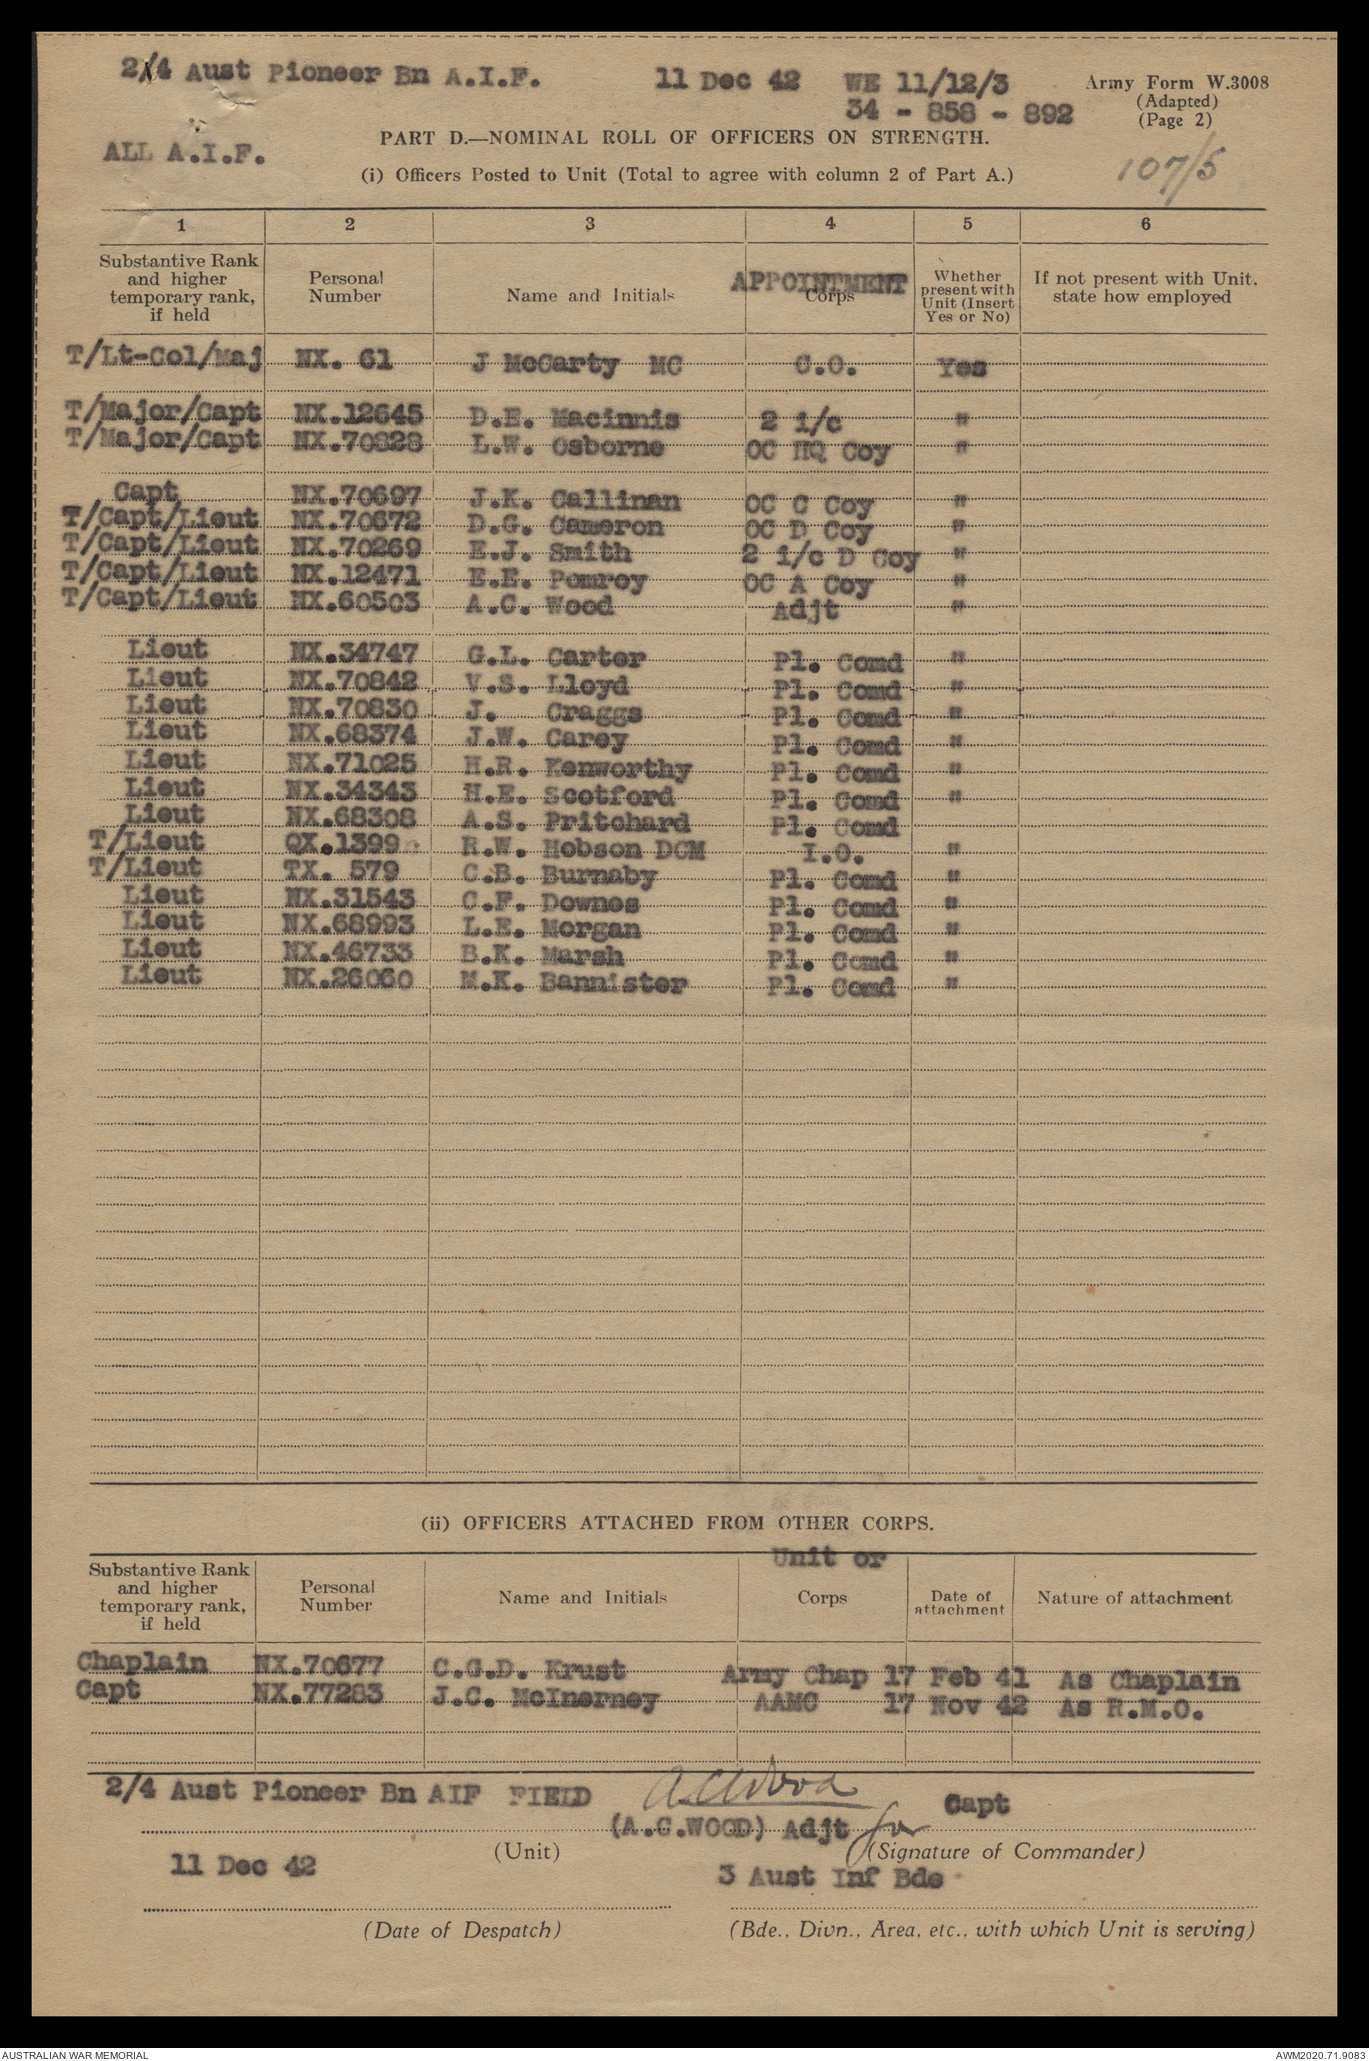 2/4 Aust Pioneer Bn A.I.F. 11 Dec 42 WE 11/12/3 Army Form W.3008
34 - 858 - 892 (Adapted)
(Page 2)
ALL A.I.F. PART D.—NOMINAL ROLL OF OFFICERS ON STRENGTH.
107/5
(i) Officers Posted to Unit (Total to agree with column 2 of Part A.)
1 2 3 4 5 6
Substantive Rank and higher temporary rank, if held Personal Number Name and Initials APPOINTMENT Corps Whether present with Unit (Insert Yes or No) If not present with Unit, state how employed
T/Lt-Col/Maj NX. 61 J McCarty MC C.O. Yes
T/Major/Capt NX.12645 D.E. Macinnis 2 i/c "
T/Major/Capt NX.70828 L.W. Osborne OC HQ Coy "
Capt NX.70697 J.K. Callinan OC C Coy "
T/Capt/Lieut NX.70672 D.G. Cameron OC D Coy "
T/Capt/Lieut NX.70269 E.J. Smith 2 i/c D Coy "
T/Capt/Lieut NX.12471 E.E. Pomroy OC A Coy "
T/Capt/Lieut NX.60503 A.C. Wood Adjt "
Lieut NX.34747 G.L. Carter Pl. Comd "
Lieut NX.70842 V.S. Lloyd Pl. Comd "
Lieut NX.70830 J. Craggs Pl. Comd "
Lieut NX.68374 J.W. Carey Pl. Comd "
Lieut NX.71025 H.R. Kenworthy Pl. Comd "
Lieut NX.34343 H.E. Scotford Pl. Comd "
Lieut NX.68308 A.S. Pritchard Pl. Comd
T/Lieut QX.1399 R.W. Hobson DCM I.O. "
T/Lieut TX. 579 C.B. Burnaby Pl. Comd "
Lieut NX.31543 C.F. Downes Pl. Comd "
Lieut NX.68993 L.E. Morgan Pl. Comd "
Lieut NX.46733 B.K. Marsh Pl. Comd "
Lieut NX.26060 M.K. Bannister Pl. Comd "
(ii) OFFICERS ATTACHED FROM OTHER CORPS.
Substantive Rank and higher temporary rank, if held Personal Number Name and Initials Unit or Corps Date of attachment Nature of attachment
Chaplain NX.70677 C.G.D. Krust Army Chap 17 Feb 41 As Chaplain
Capt NX.77283 J.C. McInerney AAMC 17 Nov 42 As R.M.O.
2/4 Aust Pioneer Bn AIF FIELD ACWood Capt
(A.C.WOOD) Adjt for
(Unit) (Signature of Commander)
11 Dec 42 3 Aust Inf Bde
(Date of Despatch) (Bde., Divn., Area, etc., with which Unit is serving)
AUSTRALIAN WAR MEMORIAL AWM2020.71.9083